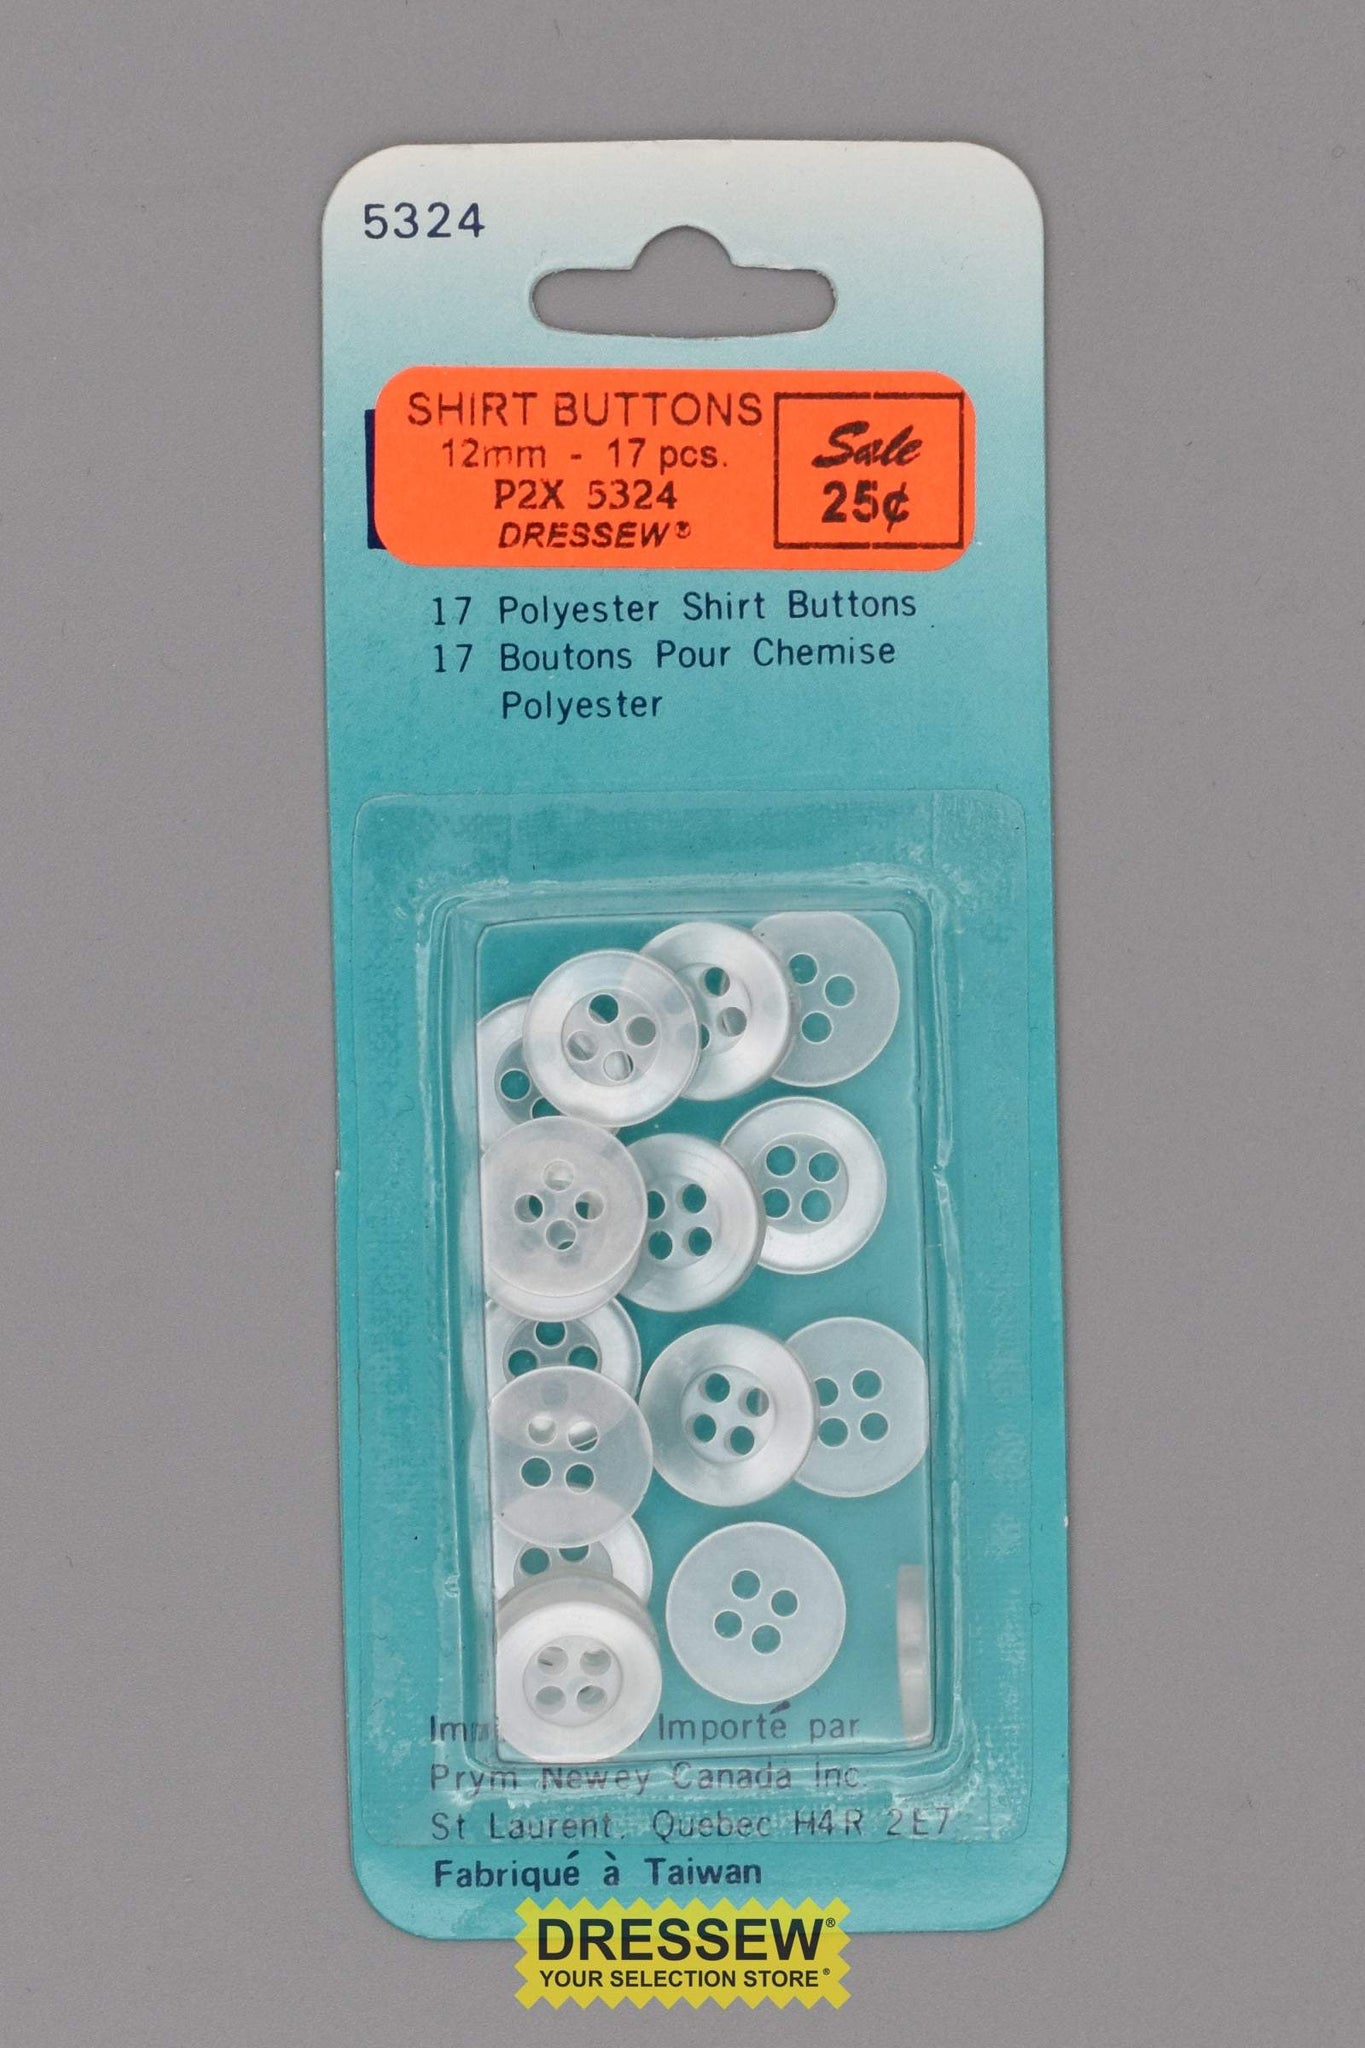 5324
SHIRT BUTTONS
12mm - 17 pcs.
P2X 5324
DRESSEW®
Sale
25¢
17 Polyester Shirt Buttons
17 Boutons Pour Chemise
Polyester
Importé par
Prym Newey Canada Inc.
St Laurent, Quebec H4R 2E7
Fabriqué à Taiwan
DRESSEW®
YOUR SELECTION STORE®